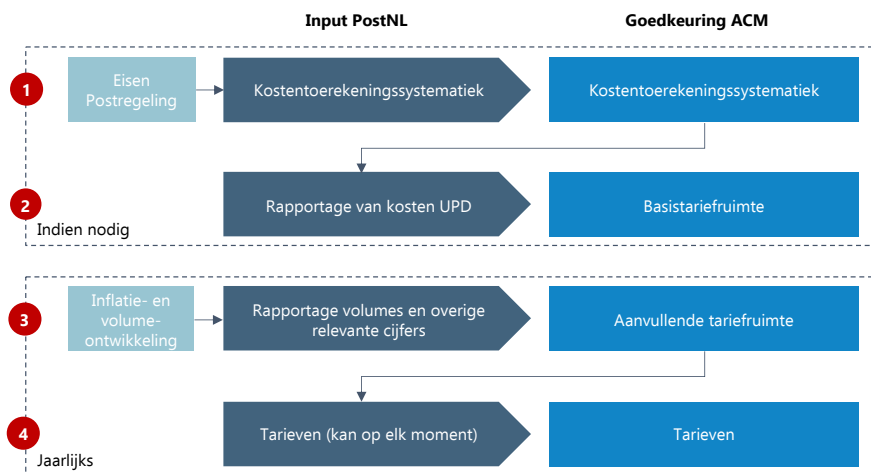 Input PostNL
Goedkeuring ACM
1
Eisen
Postregeling
Kostentoerekeningssystematiek
Kostentoerekeningssystematiek
2
Rapportage van kosten UPD
Basistariefruimte
Indien nodig
3
Inflatie- en
volume-
ontwikkeling
Rapportage volumes en overige
relevante cijfers
Aanvullende tariefruimte
4
Tarieven (kan op elk moment)
Tarieven
Jaarlijks